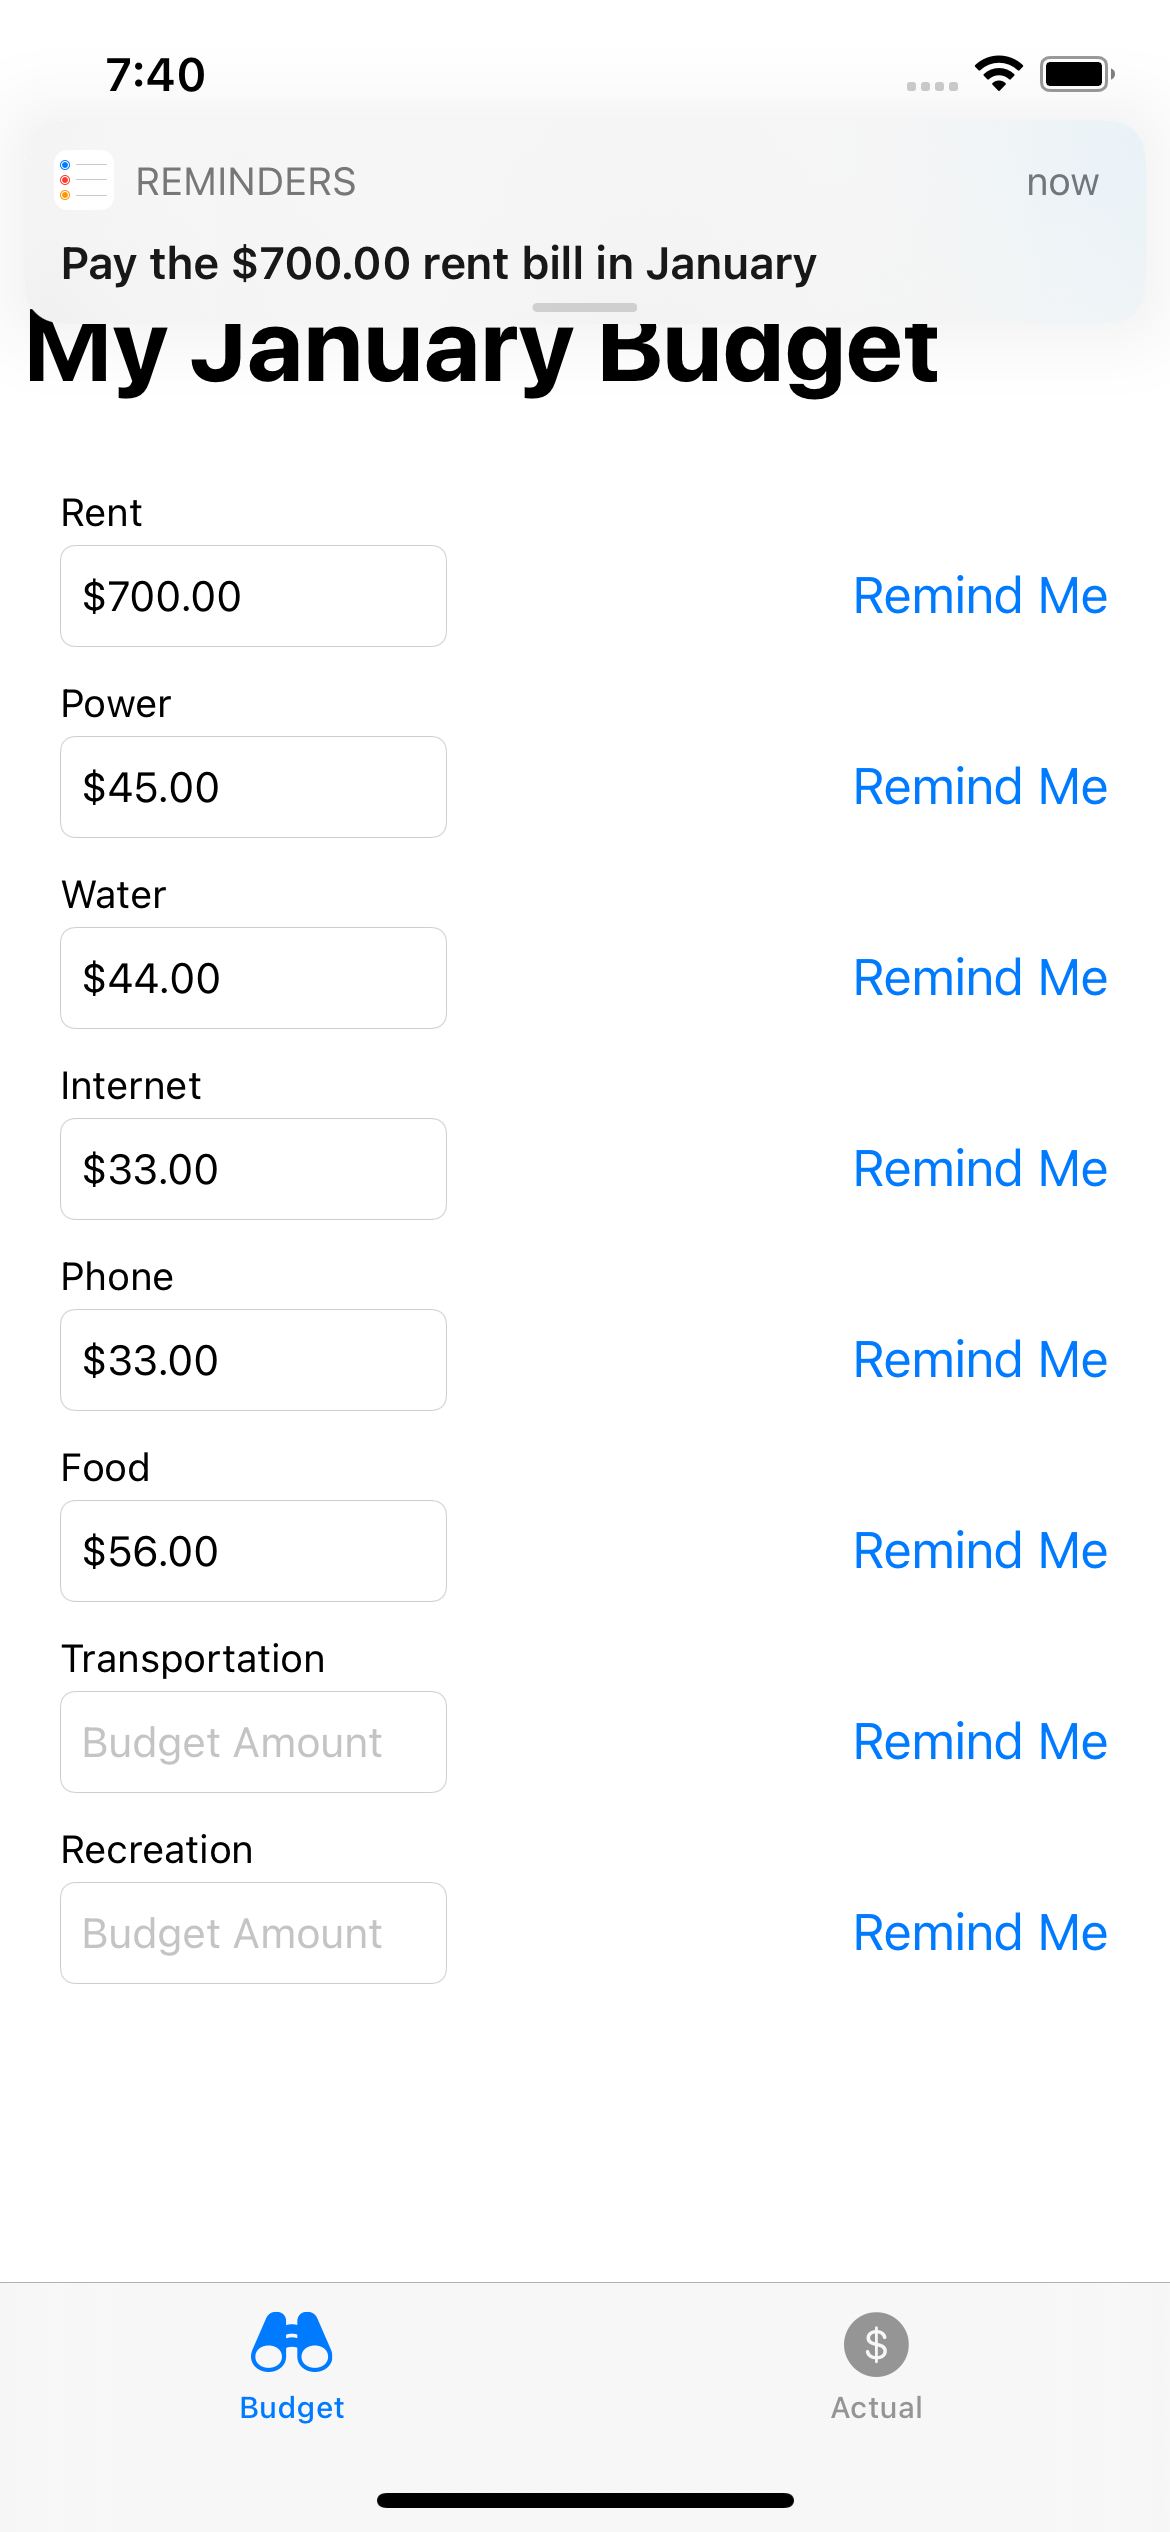 7:40
REMINDERS
now
Pay the $700.00 rent bill in January
My January Budget
Rent
$700.00
Remind Me
Power
$45.00
Remind Me
Water
$44.00
Remind Me
Internet
$33.00
Remind Me
Phone
$33.00
Remind Me
Food
$56.00
Remind Me
Transportation
Budget Amount
Remind Me
Recreation
Budget Amount
Remind Me
$
Budget
Actual